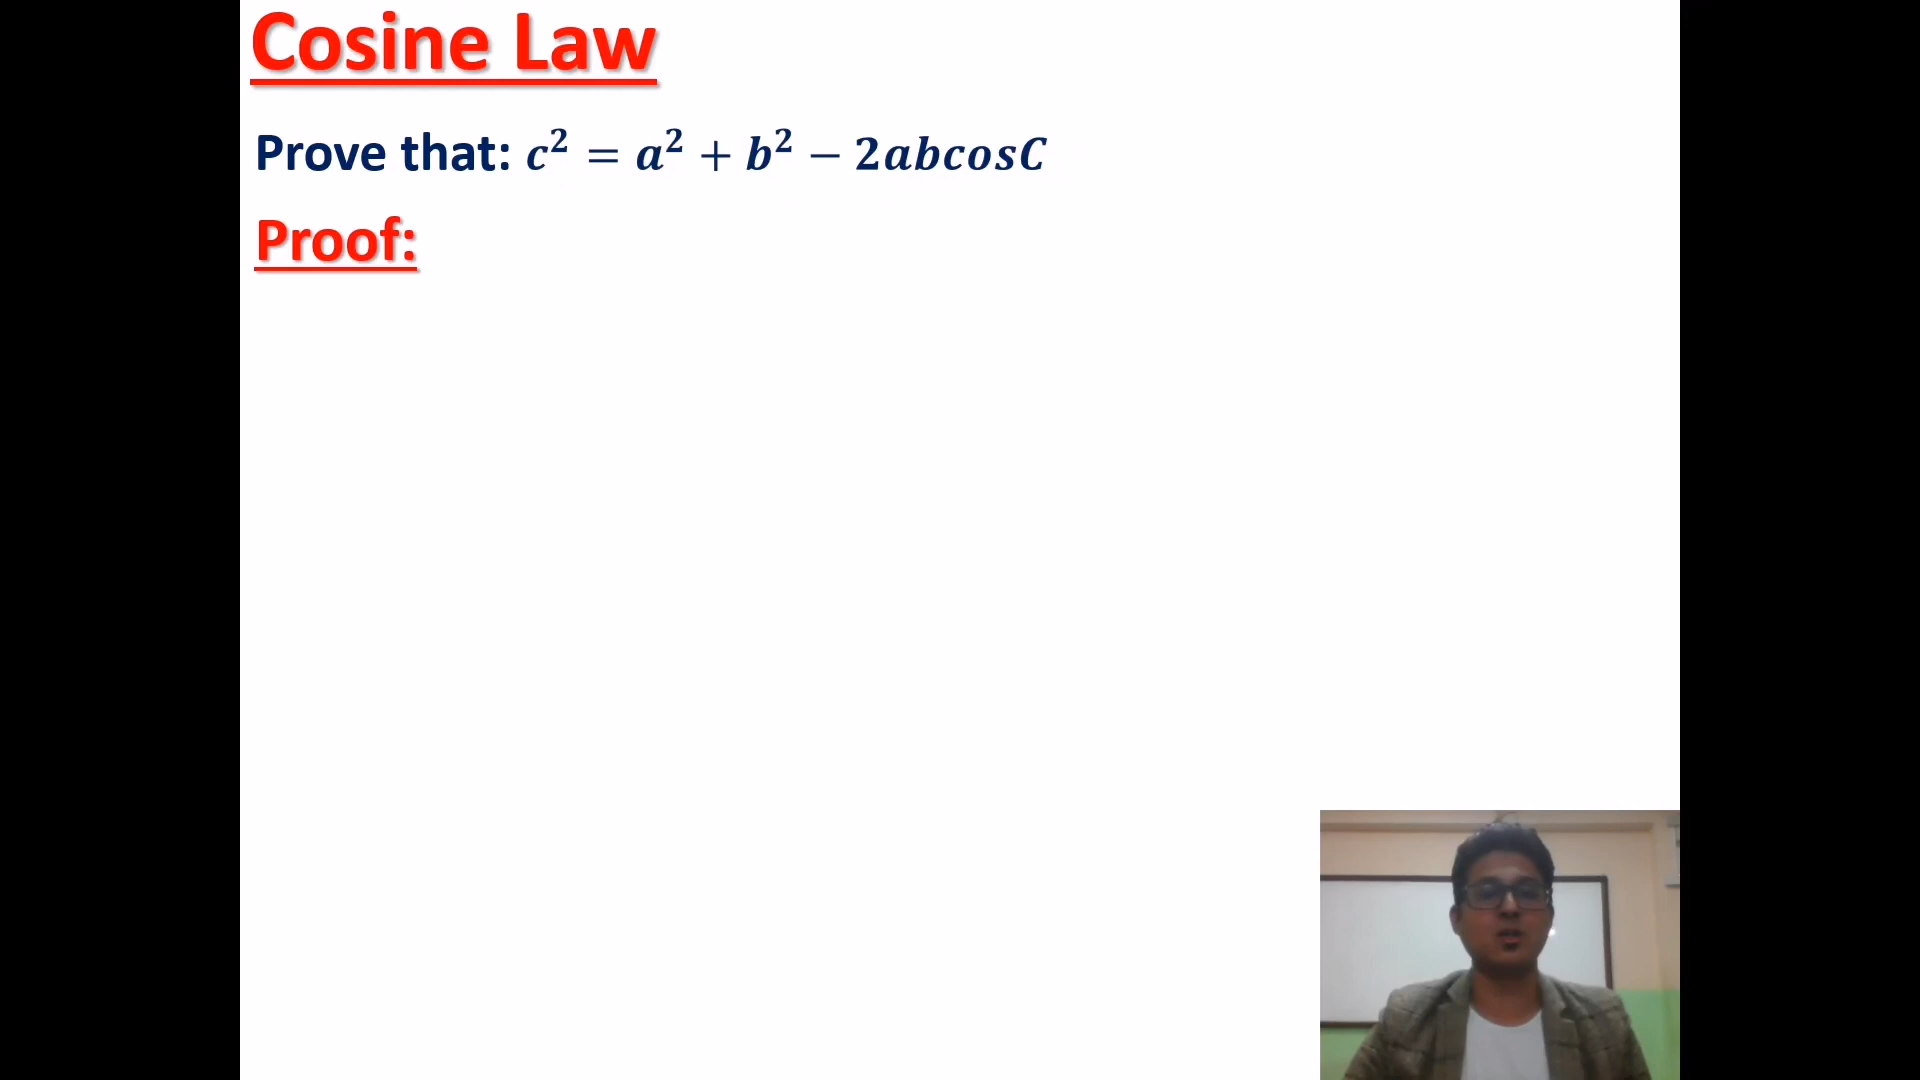 Cosine Law
Prove that: c² = a² + b² − 2abcosC
Proof: